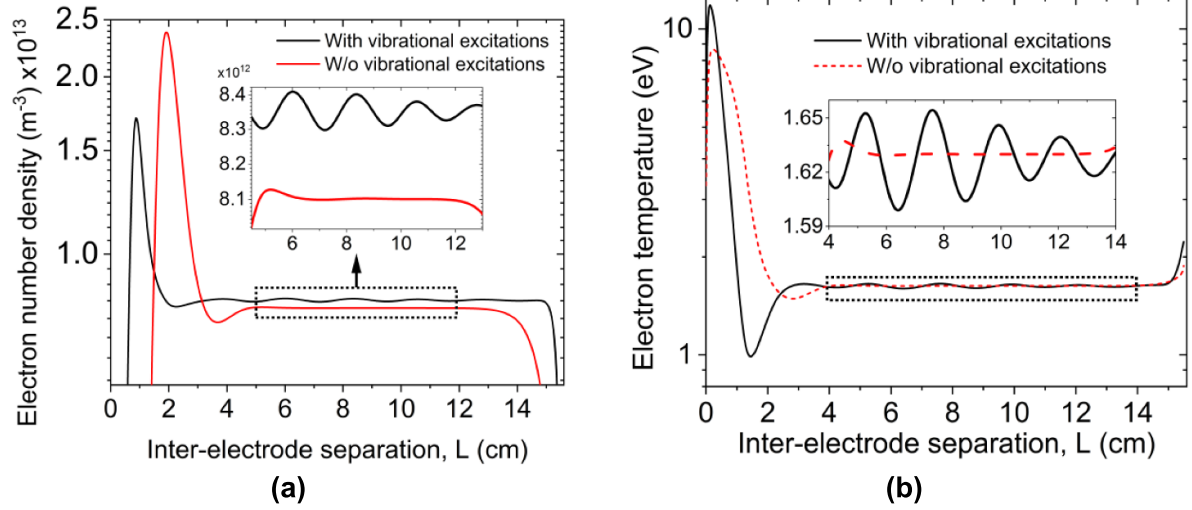 Electron number density (m⁻³) x10¹³
2.5
2.0
1.5
1.0
With vibrational excitations
W/o vibrational excitations
x10¹²
8.4
8.3
8.2
8.1
6 8 10 12
0 2 4 6 8 10 12 14
Inter-electrode separation, L (cm)
(a)
Electron temperature (eV)
10
1
With vibrational excitations
W/o vibrational excitations
1.65
1.62
1.59
4 6 8 10 12 14
0 2 4 6 8 10 12 14
Inter-electrode separation, L (cm)
(b)